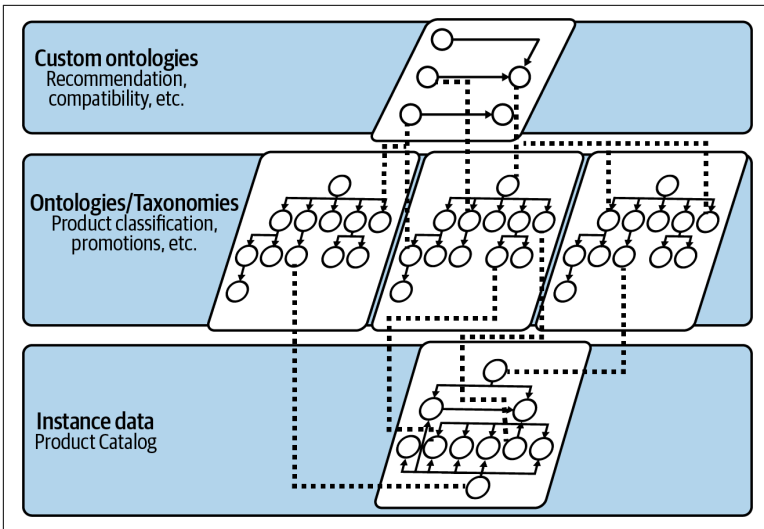 Custom ontologies
Recommendation,
compatibility, etc.
Ontologies/Taxonomies
Product classification,
promotions, etc.
Instance data
Product Catalog